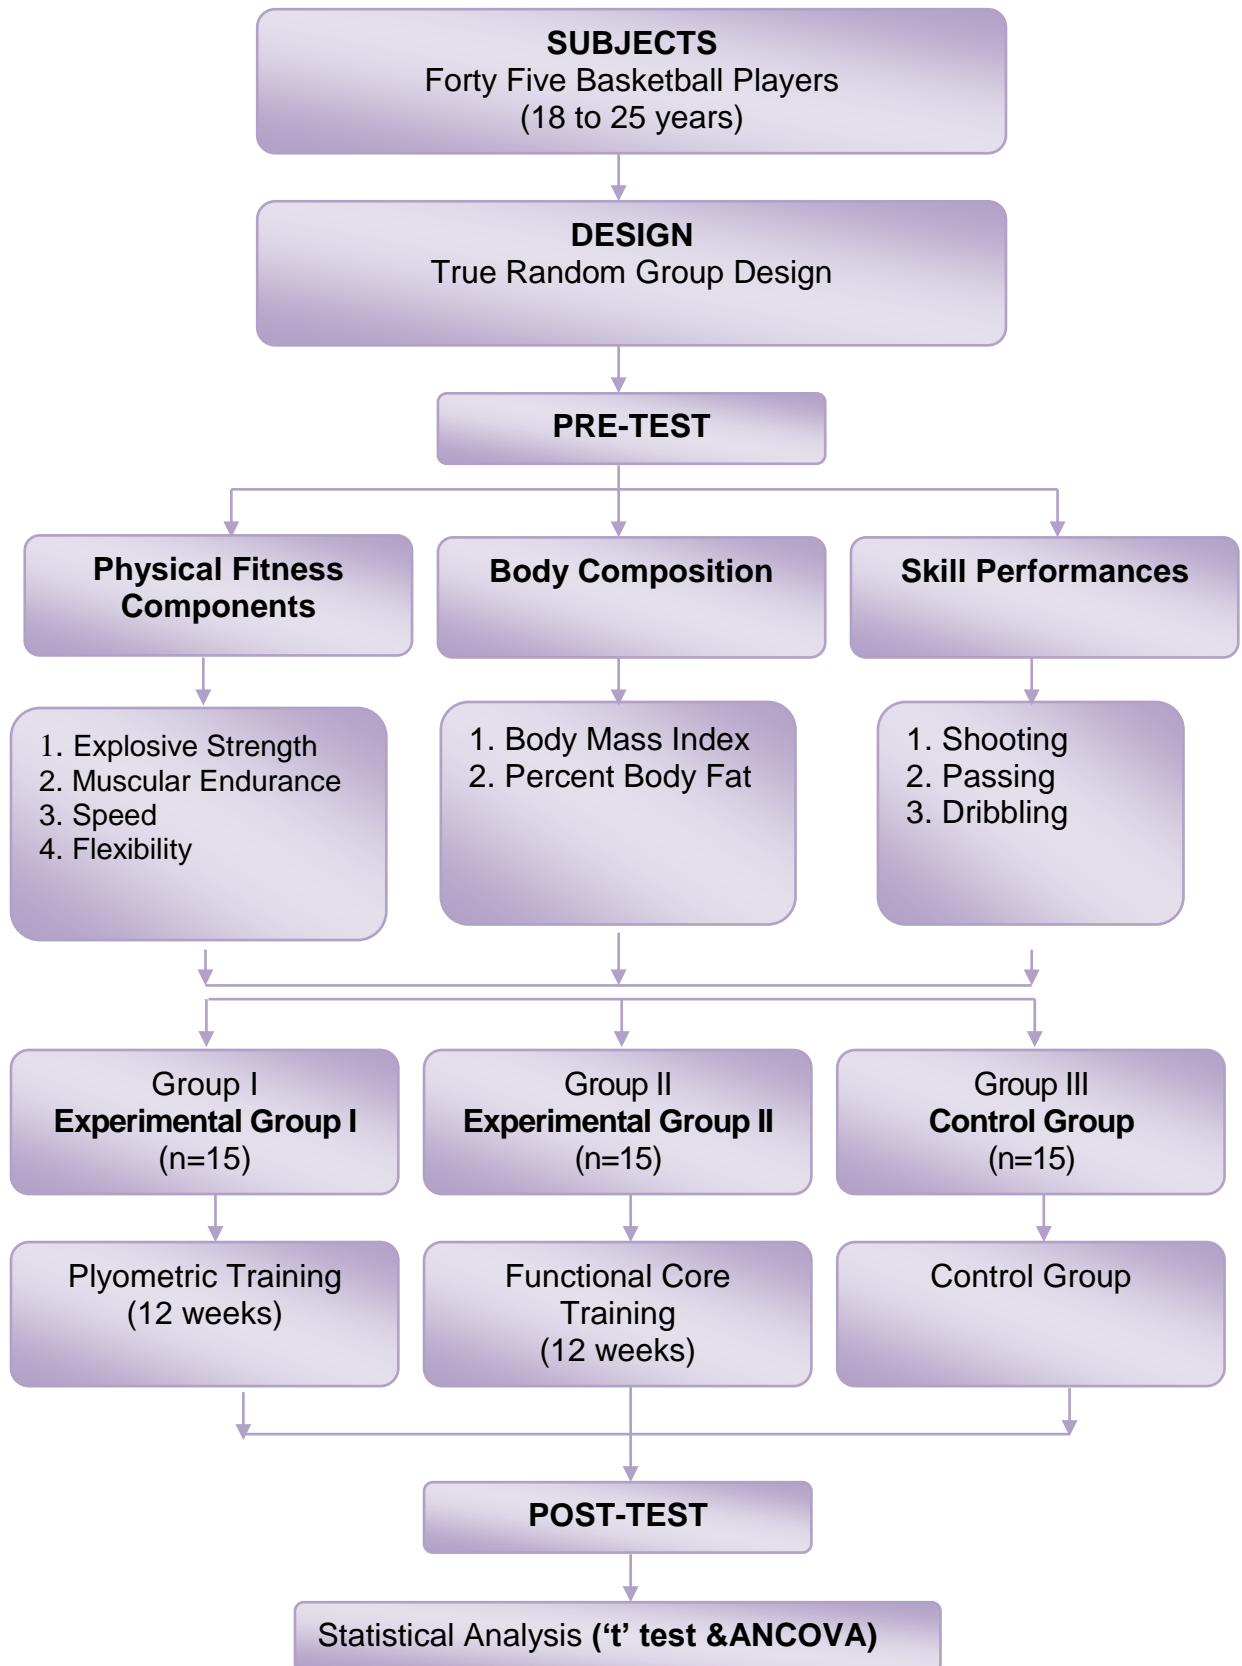 SUBJECTS
Forty Five Basketball Players
(18 to 25 years)
DESIGN
True Random Group Design
PRE-TEST
Physical Fitness
Components
Body Composition
Skill Performances
1. Explosive Strength
2. Muscular Endurance
3. Speed
4. Flexibility
1. Body Mass Index
2. Percent Body Fat
1. Shooting
2. Passing
3. Dribbling
Group I
Experimental Group I
(n=15)
Group II
Experimental Group II
(n=15)
Group III
Control Group
(n=15)
Plyometric Training
(12 weeks)
Functional Core
Training
(12 weeks)
Control Group
POST-TEST
Statistical Analysis (‘t’ test &ANCOVA)